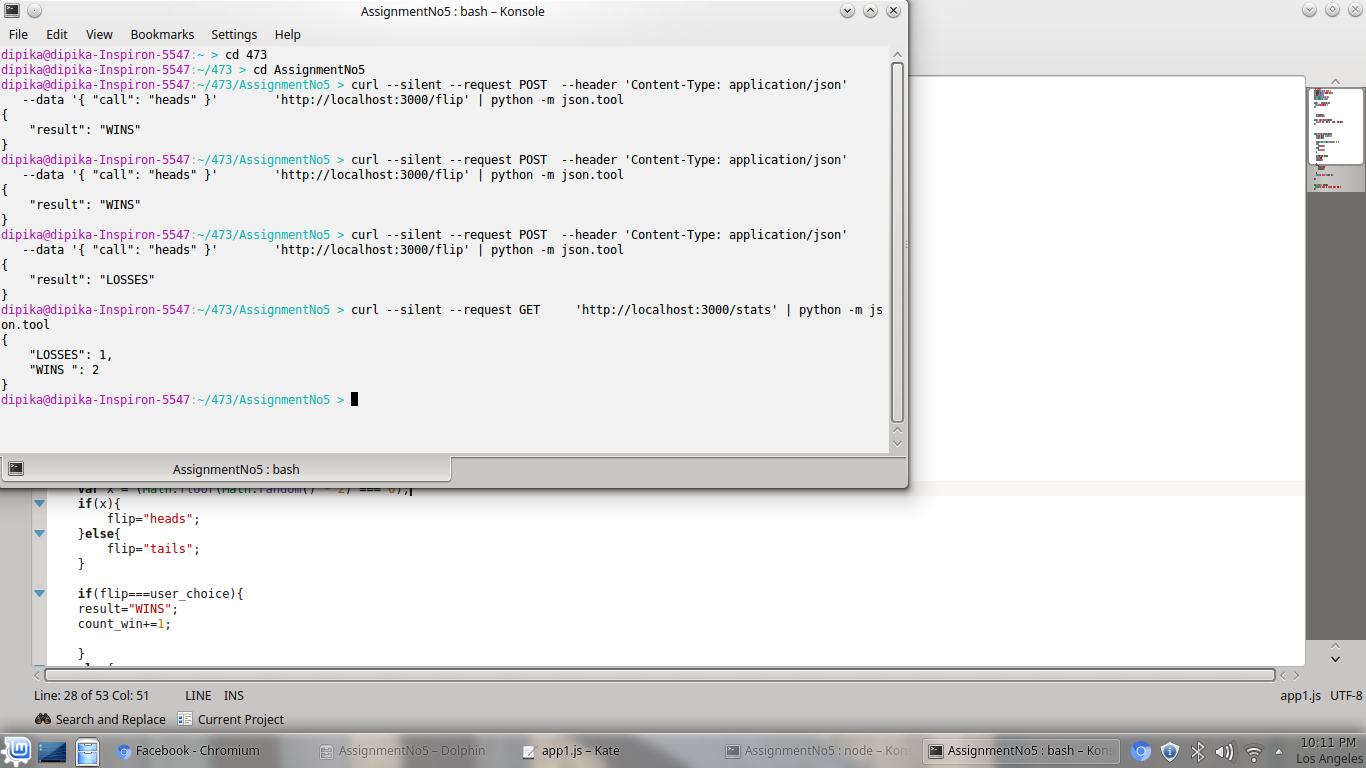 AssignmentNo5 : bash – Konsole
File Edit View Bookmarks Settings Help
dipika@dipika-Inspiron-5547:~ > cd 473
dipika@dipika-Inspiron-5547:~/473 > cd AssignmentNo5
dipika@dipika-Inspiron-5547:~/473/AssignmentNo5 > curl --silent --request POST  --header 'Content-Type: application/json'
   --data '{ "call": "heads" }'        'http://localhost:3000/flip' | python -m json.tool
{
    "result": "WINS"
}
dipika@dipika-Inspiron-5547:~/473/AssignmentNo5 > curl --silent --request POST  --header 'Content-Type: application/json'
   --data '{ "call": "heads" }'        'http://localhost:3000/flip' | python -m json.tool
{
    "result": "WINS"
}
dipika@dipika-Inspiron-5547:~/473/AssignmentNo5 > curl --silent --request POST  --header 'Content-Type: application/json'
   --data '{ "call": "heads" }'        'http://localhost:3000/flip' | python -m json.tool
{
    "result": "LOSSES"
}
dipika@dipika-Inspiron-5547:~/473/AssignmentNo5 > curl --silent --request GET     'http://localhost:3000/stats' | python -m js
on.tool
{
    "LOSSES": 1,
    "WINS ": 2
}
dipika@dipika-Inspiron-5547:~/473/AssignmentNo5 >
AssignmentNo5 : bash
var x = (Math.floor(Math.random() * 2) === 0);
if(x){
    flip="heads";
}else{
    flip="tails";
}
if(flip===user_choice){
result="WINS";
count_win+=1;
}
Line: 28 of 53 Col: 51 LINE INS app1.js UTF-8
Search and Replace Current Project
Facebook - Chromium AssignmentNo5 – Dolphin app1.js – Kate AssignmentNo5 : node – Kon AssignmentNo5 : bash – Kon 10:11 PM
Los Angeles